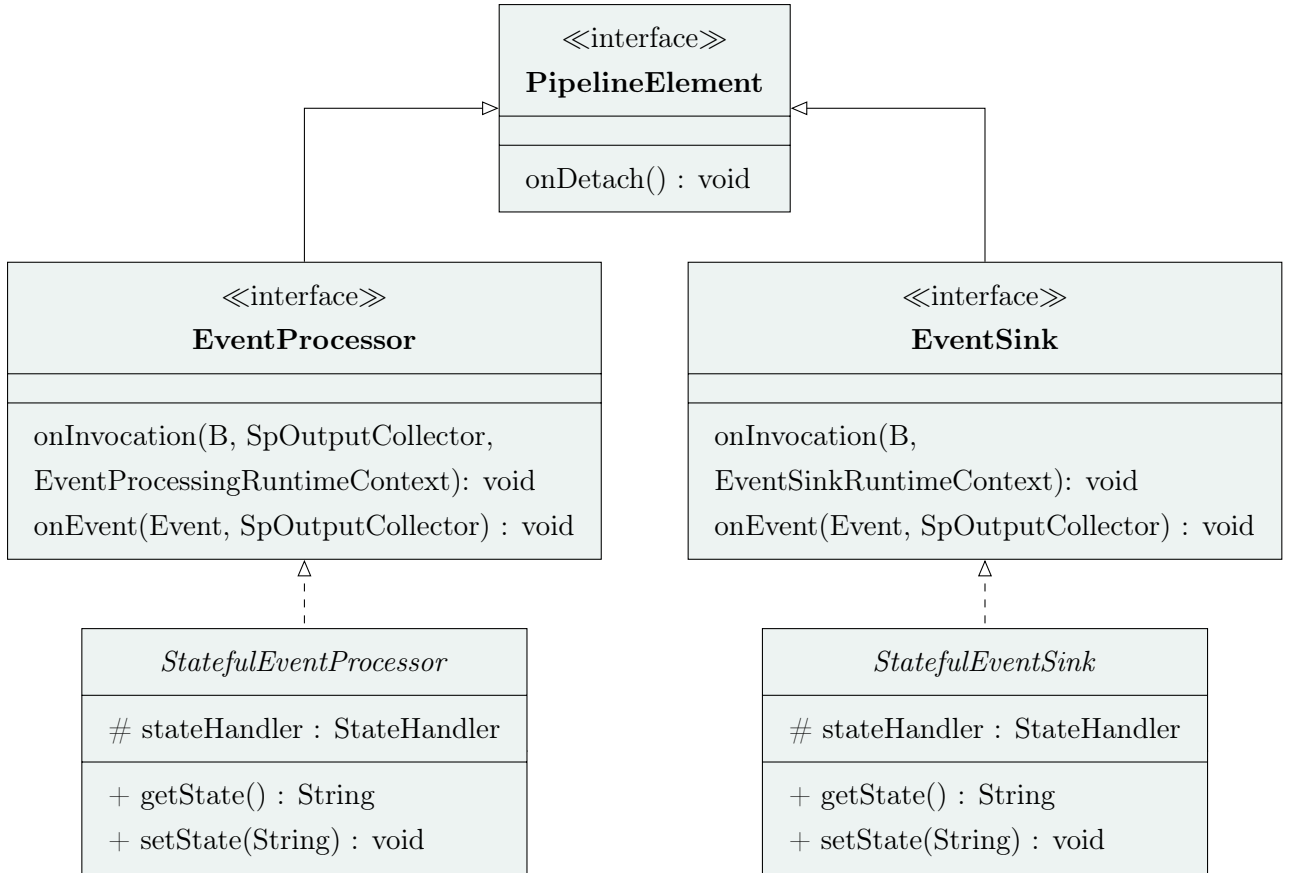 ≪interface≫
PipelineElement
onDetach() : void
≪interface≫
EventProcessor
onInvocation(B, SpOutputCollector,
EventProcessingRuntimeContext): void
onEvent(Event, SpOutputCollector) : void
≪interface≫
EventSink
onInvocation(B,
EventSinkRuntimeContext): void
onEvent(Event, SpOutputCollector) : void
StatefulEventProcessor
# stateHandler : StateHandler
+ getState() : String
+ setState(String) : void
StatefulEventSink
# stateHandler : StateHandler
+ getState() : String
+ setState(String) : void